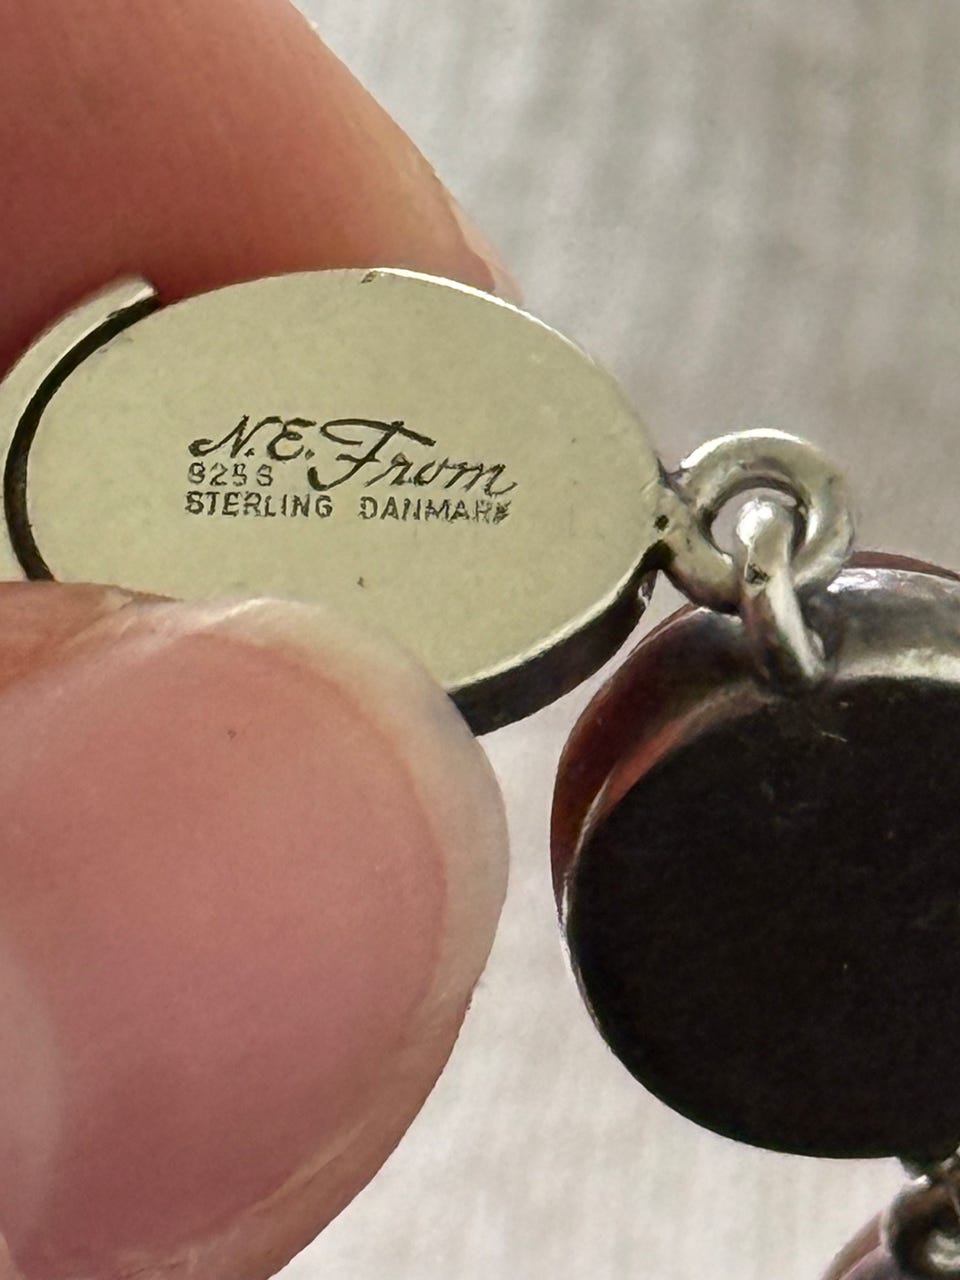 N.E. From
925S
STERLING DANMARK